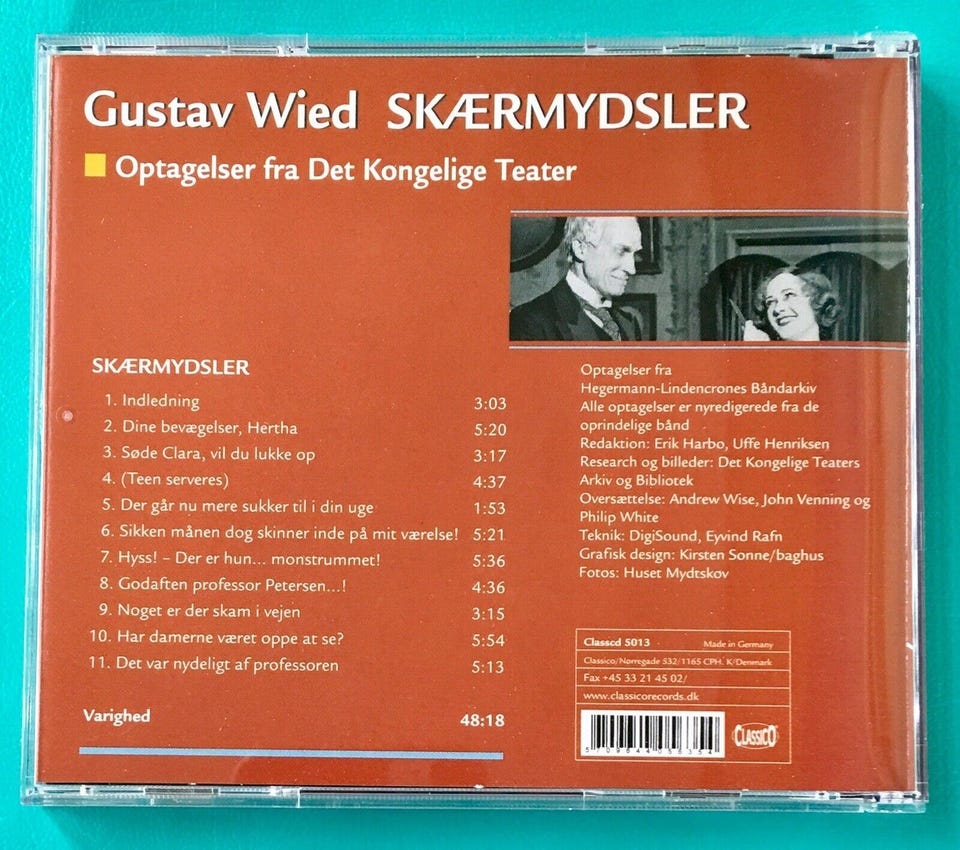 Gustav Wied SKÆRMYDSLER
Optagelser fra Det Kongelige Teater
SKÆRMYDSLER
1. Indledning 3:03
2. Dine bevægelser, Hertha 5:20
3. Søde Clara, vil du lukke op 3:17
4. (Teen serveres) 4:37
5. Der går nu mere sukker til i din uge 1:53
6. Sikken månen dog skinner inde på mit værelse! 5:21
7. Hyss! – Der er hun... monstrummet! 5:36
8. Godaften professor Petersen...! 4:36
9. Noget er der skam i vejen 3:15
10. Har damerne været oppe at se? 5:54
11. Det var nydeligt af professoren 5:13
Varighed 48:18
Optagelser fra
Hegermann-Lindencrones Båndarkiv
Alle optagelser er nyredigerede fra de
oprindelige bånd
Redaktion: Erik Harbo, Uffe Henriksen
Research og billeder: Det Kongelige Teaters
Arkiv og Bibliotek
Oversættelse: Andrew Wise, John Venning og
Philip White
Teknik: DigiSound, Eyvind Rafn
Grafisk design: Kirsten Sonne/baghus
Fotos: Huset Mydtskov
Classcd 5013 Made in Germany
Classico/Nørregade 532/1165 CPH. K/Denmark
Fax +45 33 21 45 02/
www.classicorecords.dk
5 709644 056354
CLASSICO